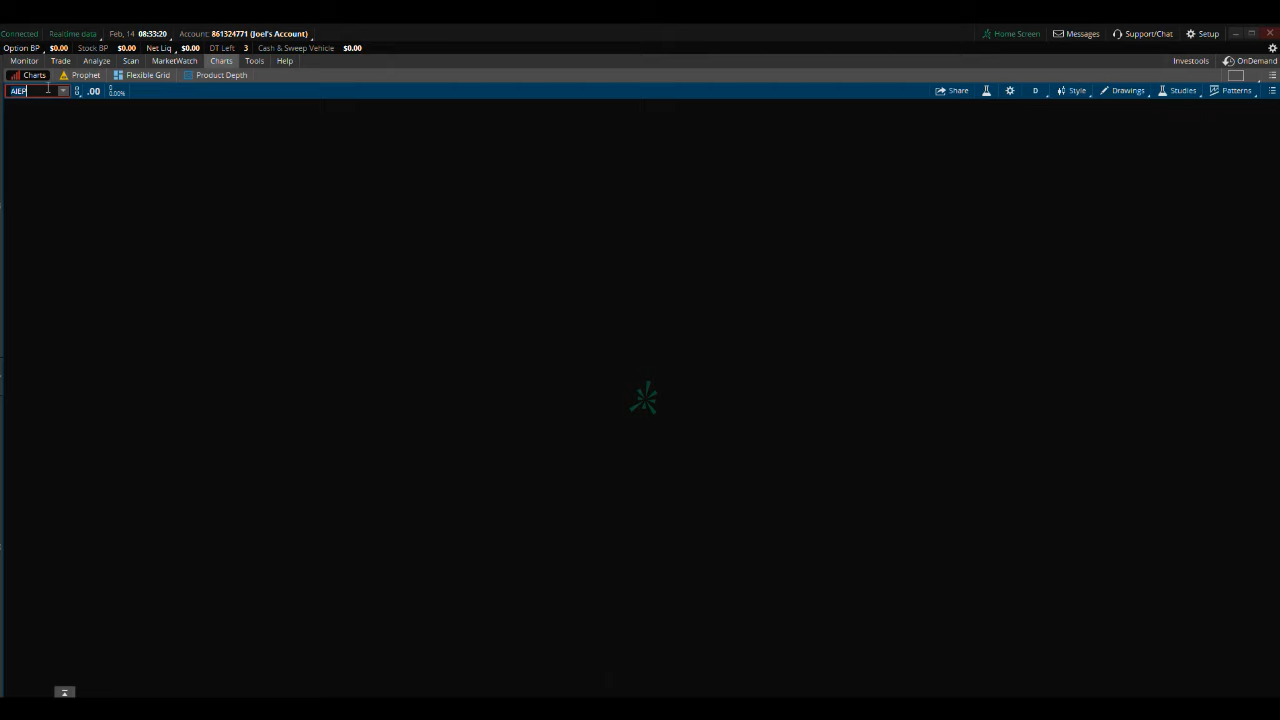 Connected Realtime data Feb, 14 08:33:20 Account: 861324771 (Joel's Account) Home Screen Messages Support/Chat Setup
Option BP $0.00 Stock BP $0.00 Net Liq $0.00 DT Left 3 Cash & Sweep Vehicle $0.00
Monitor Trade Analyze Scan MarketWatch Charts Tools Help Investools OnDemand
Charts Prophet Flexible Grid Product Depth
AIEP .00 0 0.00% Share D Style Drawings Studies Patterns